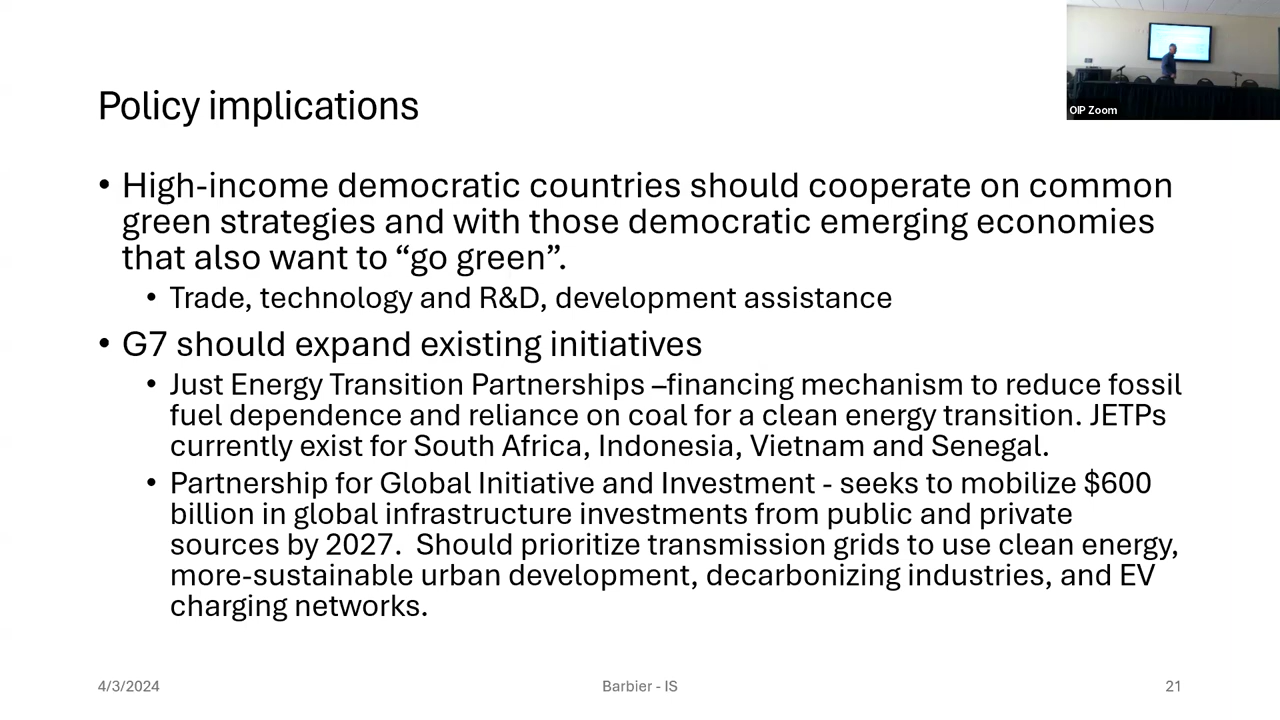 OIP Zoom
Policy implications
• High-income democratic countries should cooperate on common
green strategies and with those democratic emerging economies
that also want to “go green”.
• Trade, technology and R&D, development assistance
• G7 should expand existing initiatives
• Just Energy Transition Partnerships –financing mechanism to reduce fossil
fuel dependence and reliance on coal for a clean energy transition. JETPs
currently exist for South Africa, Indonesia, Vietnam and Senegal.
• Partnership for Global Initiative and Investment - seeks to mobilize $600
billion in global infrastructure investments from public and private
sources by 2027.  Should prioritize transmission grids to use clean energy,
more-sustainable urban development, decarbonizing industries, and EV
charging networks.
4/3/2024
Barbier - IS
21